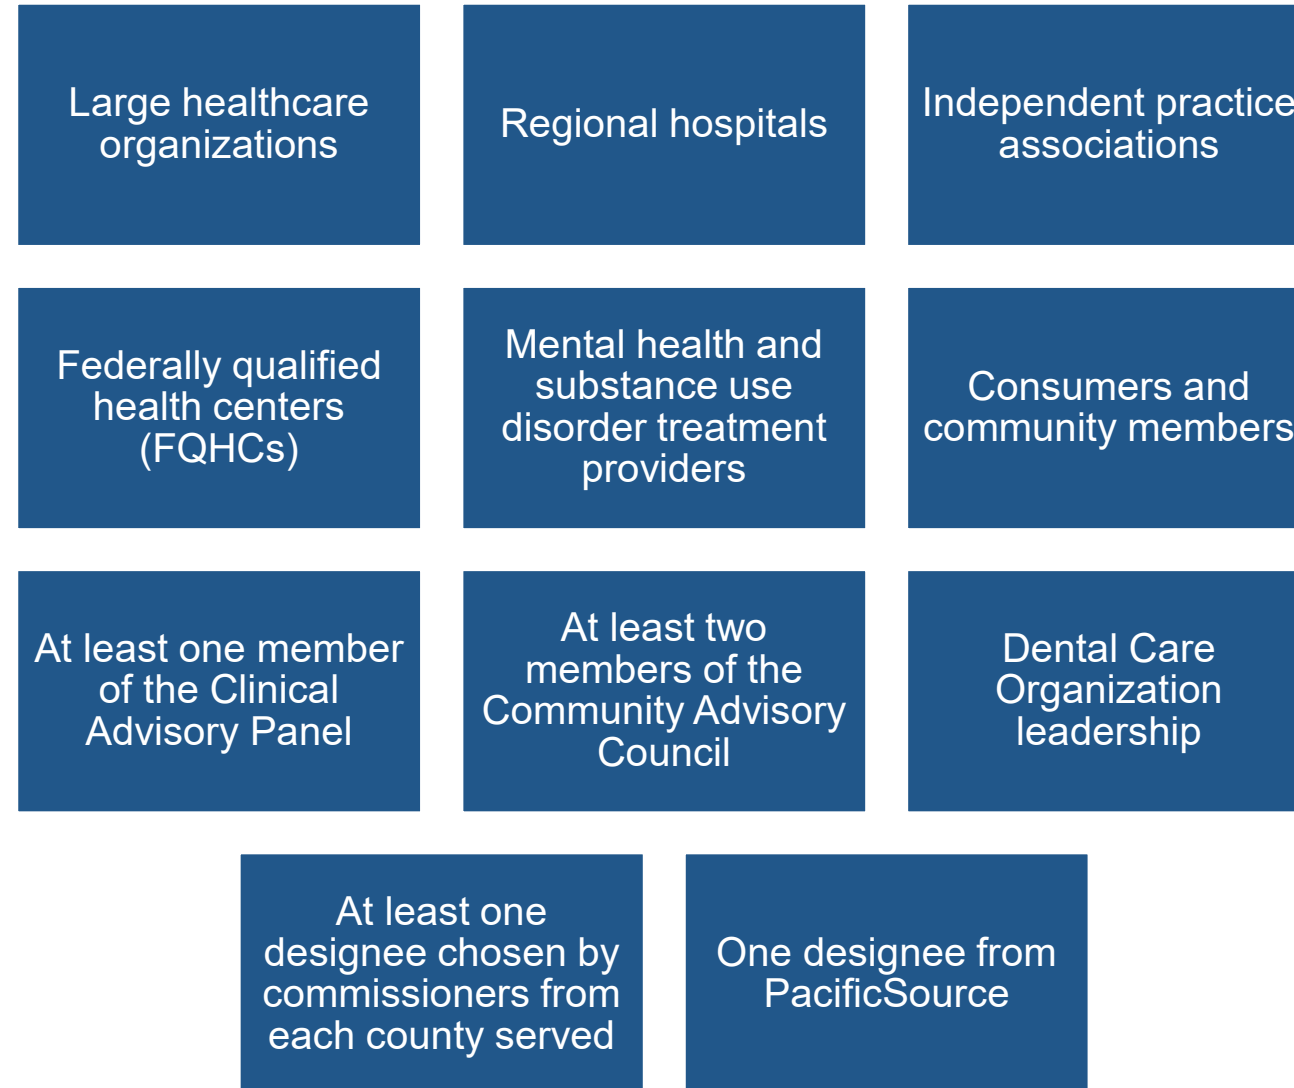 Large healthcare
organizations
Regional hospitals
Independent practice
associations
Federally qualified
health centers
(FQHCs)
Mental health and
substance use
disorder treatment
providers
Consumers and
community members
At least one member
of the Clinical
Advisory Panel
At least two
members of the
Community Advisory
Council
Dental Care
Organization
leadership
At least one
designee chosen by
commissioners from
each county served
One designee from
PacificSource